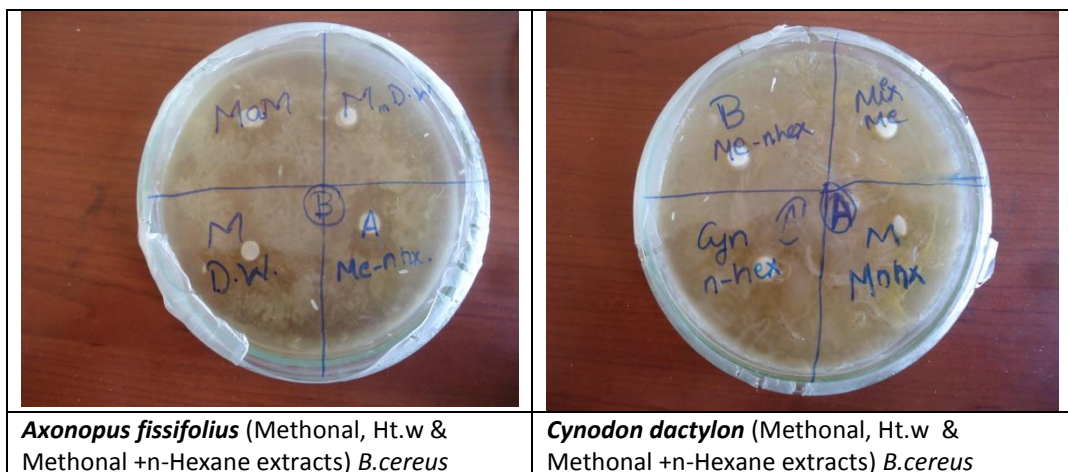 MaM
MnD.W
B
M
D.W.
A
Me-nhx.
B
Me-nhex
Mix
Me
A
Cyn
n-hex
M
Mnhx
Axonopus fissifolius (Methonal, Ht.w &
Methonal +n-Hexane extracts) B.cereus
Cynodon dactylon (Methonal, Ht.w &
Methonal +n-Hexane extracts) B.cereus